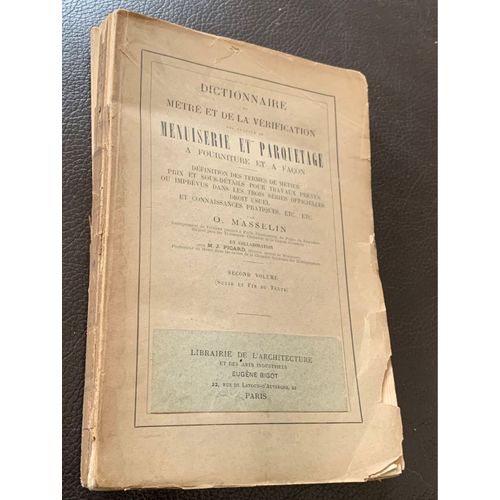 DICTIONNAIRE
MÉTRÉ ET DE LA VÉRIFICATION
MENUISERIE ET PARQUETAGE
A FOURNITURE ET A FAÇON
DÉFINITION DES TERMES DE MÉTIER
PRIX ET SOUS-DÉTAILS POUR TRAVAUX PRÉVUS
OU IMPRÉVUS DANS LES TROIS SÉRIES OFFICIELLES
DROIT USUEL
ET CONNAISSANCES PRATIQUES, ETC., ETC.
O. MASSELIN
EN COLLABORATION
avec M. J. PICARD
SECOND VOLUME
(SUITE ET FIN DU TEXTE)
LIBRAIRIE DE L'ARCHITECTURE
ET DES ARTS INDUSTRIELS
EUGÈNE BIGOT
22, RUE DE LATOUR-D'AUVERGNE, 22
PARIS